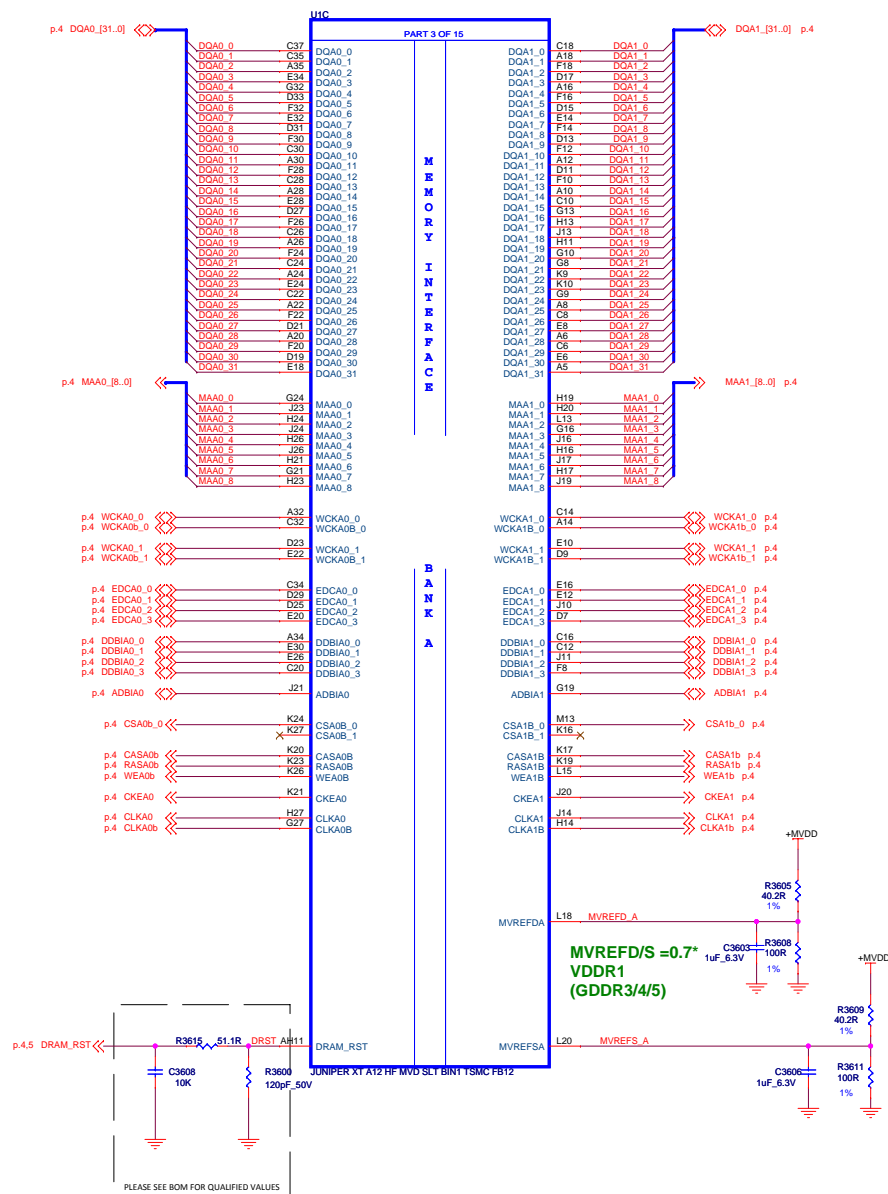 U1C
PART 3 OF 15
p.4 DQA0_[31..0]
DQA1_[31..0] p.4
DQA0_0 C37 DQA0_0 DQA1_0 C18 DQA1_0
DQA0_1 C35 DQA0_1 DQA1_1 A18 DQA1_1
DQA0_2 A35 DQA0_2 DQA1_2 F18 DQA1_2
DQA0_3 E34 DQA0_3 DQA1_3 D17 DQA1_3
DQA0_4 G32 DQA0_4 DQA1_4 A16 DQA1_4
DQA0_5 D33 DQA0_5 DQA1_5 F16 DQA1_5
DQA0_6 F32 DQA0_6 DQA1_6 D15 DQA1_6
DQA0_7 E32 DQA0_7 DQA1_7 E14 DQA1_7
DQA0_8 D31 DQA0_8 DQA1_8 F14 DQA1_8
DQA0_9 F30 DQA0_9 DQA1_9 D13 DQA1_9
DQA0_10 C30 DQA0_10 DQA1_10 F12 DQA1_10
DQA0_11 A30 DQA0_11 DQA1_11 A12 DQA1_11
DQA0_12 F28 DQA0_12 DQA1_12 D11 DQA1_12
DQA0_13 C28 DQA0_13 DQA1_13 F10 DQA1_13
DQA0_14 A28 DQA0_14 DQA1_14 A10 DQA1_14
DQA0_15 E28 DQA0_15 DQA1_15 C10 DQA1_15
DQA0_16 D27 DQA0_16 DQA1_16 G13 DQA1_16
DQA0_17 F26 DQA0_17 DQA1_17 H13 DQA1_17
DQA0_18 C26 DQA0_18 DQA1_18 J13 DQA1_18
DQA0_19 A26 DQA0_19 DQA1_19 H11 DQA1_19
DQA0_20 F24 DQA0_20 DQA1_20 G10 DQA1_20
DQA0_21 C24 DQA0_21 DQA1_21 G8 DQA1_21
DQA0_22 A24 DQA0_22 DQA1_22 K9 DQA1_22
DQA0_23 E24 DQA0_23 DQA1_23 K10 DQA1_23
DQA0_24 C22 DQA0_24 DQA1_24 G9 DQA1_24
DQA0_25 A22 DQA0_25 DQA1_25 A8 DQA1_25
DQA0_26 F22 DQA0_26 DQA1_26 C8 DQA1_26
DQA0_27 D21 DQA0_27 DQA1_27 E8 DQA1_27
DQA0_28 A20 DQA0_28 DQA1_28 A6 DQA1_28
DQA0_29 F20 DQA0_29 DQA1_29 C6 DQA1_29
DQA0_30 D19 DQA0_30 DQA1_30 E6 DQA1_30
DQA0_31 E18 DQA0_31 DQA1_31 A5 DQA1_31
MEMORY INTERFACE
p.4 MAA0_[8..0]
MAA1_[8..0] p.4
MAA0_0 G24 MAA0_0 MAA1_0 H19 MAA1_0
MAA0_1 J23 MAA0_1 MAA1_1 H20 MAA1_1
MAA0_2 H24 MAA0_2 MAA1_2 L13 MAA1_2
MAA0_3 J24 MAA0_3 MAA1_3 G16 MAA1_3
MAA0_4 H26 MAA0_4 MAA1_4 J16 MAA1_4
MAA0_5 J26 MAA0_5 MAA1_5 H16 MAA1_5
MAA0_6 H21 MAA0_6 MAA1_6 J17 MAA1_6
MAA0_7 G21 MAA0_7 MAA1_7 H17 MAA1_7
MAA0_8 H23 MAA0_8 MAA1_8 J19 MAA1_8
p.4 WCKA0_0 A32 WCKA0_0 WCKA1_0 C14 WCKA1_0 p.4
p.4 WCKA0b_0 C32 WCKA0B_0 WCKA1B_0 A14 WCKA1b_0 p.4
p.4 WCKA0_1 D23 WCKA0_1 WCKA1_1 E10 WCKA1_1 p.4
p.4 WCKA0b_1 E22 WCKA0B_1 WCKA1B_1 D9 WCKA1b_1 p.4
BANK A
p.4 EDCA0_0 C34 EDCA0_0 EDCA1_0 E16 EDCA1_0 p.4
p.4 EDCA0_1 D29 EDCA0_1 EDCA1_1 E12 EDCA1_1 p.4
p.4 EDCA0_2 D25 EDCA0_2 EDCA1_2 J10 EDCA1_2 p.4
p.4 EDCA0_3 E20 EDCA0_3 EDCA1_3 D7 EDCA1_3 p.4
p.4 DDBIA0_0 A34 DDBIA0_0 DDBIA1_0 C16 DDBIA1_0 p.4
p.4 DDBIA0_1 E30 DDBIA0_1 DDBIA1_1 C12 DDBIA1_1 p.4
p.4 DDBIA0_2 E26 DDBIA0_2 DDBIA1_2 J11 DDBIA1_2 p.4
p.4 DDBIA0_3 C20 DDBIA0_3 DDBIA1_3 F8 DDBIA1_3 p.4
p.4 ADBIA0 J21 ADBIA0 ADBIA1 G19 ADBIA1 p.4
p.4 CSA0b_0 K24 CSA0B_0 CSA1B_0 M13 CSA1b_0 p.4
K27 CSA0B_1 CSA1B_1 K16
p.4 CASA0b K20 CASA0B CASA1B K17 CASA1b p.4
p.4 RASA0b K23 RASA0B RASA1B K19 RASA1b p.4
p.4 WEA0b K26 WEA0B WEA1B L15 WEA1b p.4
p.4 CKEA0 K21 CKEA0 CKEA1 J20 CKEA1 p.4
p.4 CLKA0 H27 CLKA0 CLKA1 J14 CLKA1 p.4
p.4 CLKA0b G27 CLKA0B CLKA1B H14 CLKA1b p.4
+MVDD
R3605
40.2R
1%
MVREFDA L18 MVREFD_A
C3603
1uF_6.3V
R3608
100R
1%
MVREFD/S =0.7*
VDDR1
(GDDR3/4/5)
+MVDD
R3609
40.2R
1%
MVREFSA L20 MVREFS_A
C3606
1uF_6.3V
R3611
100R
1%
p.4,5 DRAM_RST R3615 51.1R DRST AH11 DRAM_RST
C3608
10K
R3600
120pF_50V
JUNIPER XT A12 HF MVD SLT BIN1 TSMC FB12
PLEASE SEE BOM FOR QUALIFIED VALUES